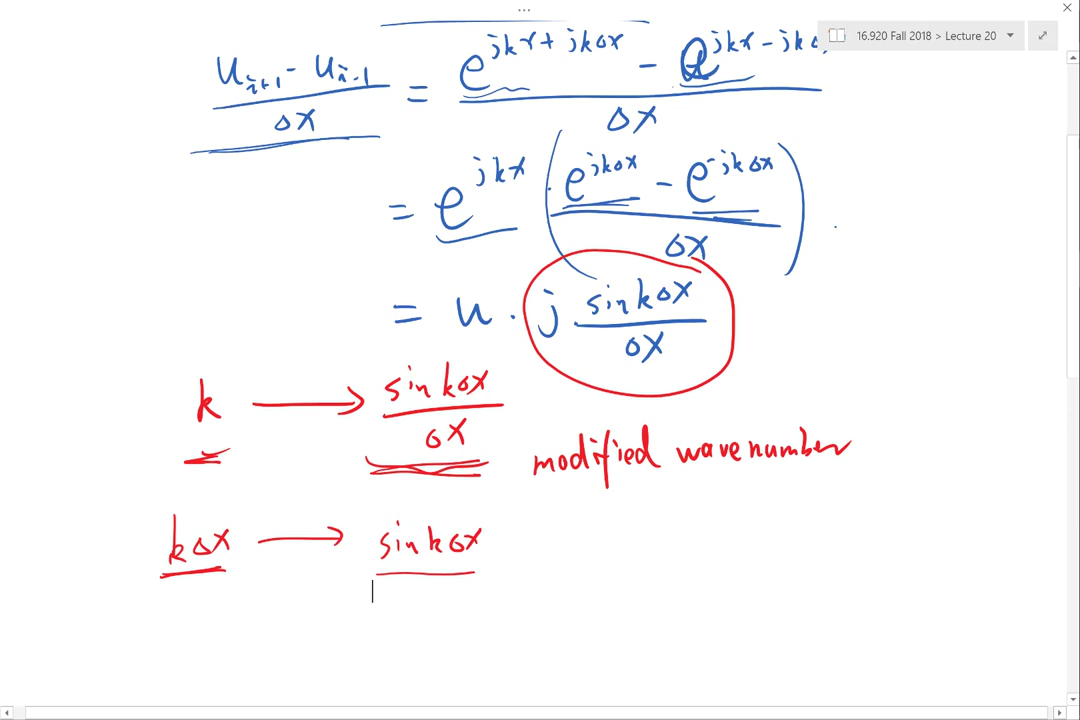 16.920 Fall 2018 > Lecture 20
(u_{i+1} - u_{i-1}) / Δx = (e^{jkx + jkΔx} - e^{jkx - jkΔ}) / Δx
= e^{jkx} · ((e^{jkΔx} - e^{-jkΔx}) / Δx)
= u · j (sin kΔx / Δx)
k → sin kΔx / Δx
modified wavenumber
kΔx → sin kΔx